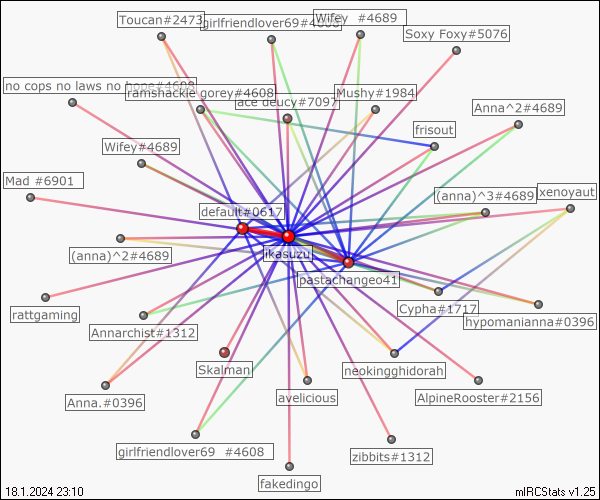 Toucan#2473
girlfriendlover69#4608
Wifey  #4689
Soxy Foxy#5076
no cops no laws no hope#4608
ramshackle gorey#4608
ace deucy#7097
Mushy#1984
Anna^2#4689
frisout
Wifey#4689
Mad #6901
(anna)^3#4689
xenoyaut
default#0617
(anna)^2#4689
ikasuzu
pastachangeo41
rattgaming
Annarchist#1312
Cypha#1717
hypomanianna#0396
Skalman
neokingghidorah
Anna.#0396
avelicious
AlpineRooster#2156
girlfriendlover69  #4608
zibbits#1312
fakedingo
18.1.2024 23:10
mIRCStats v1.25